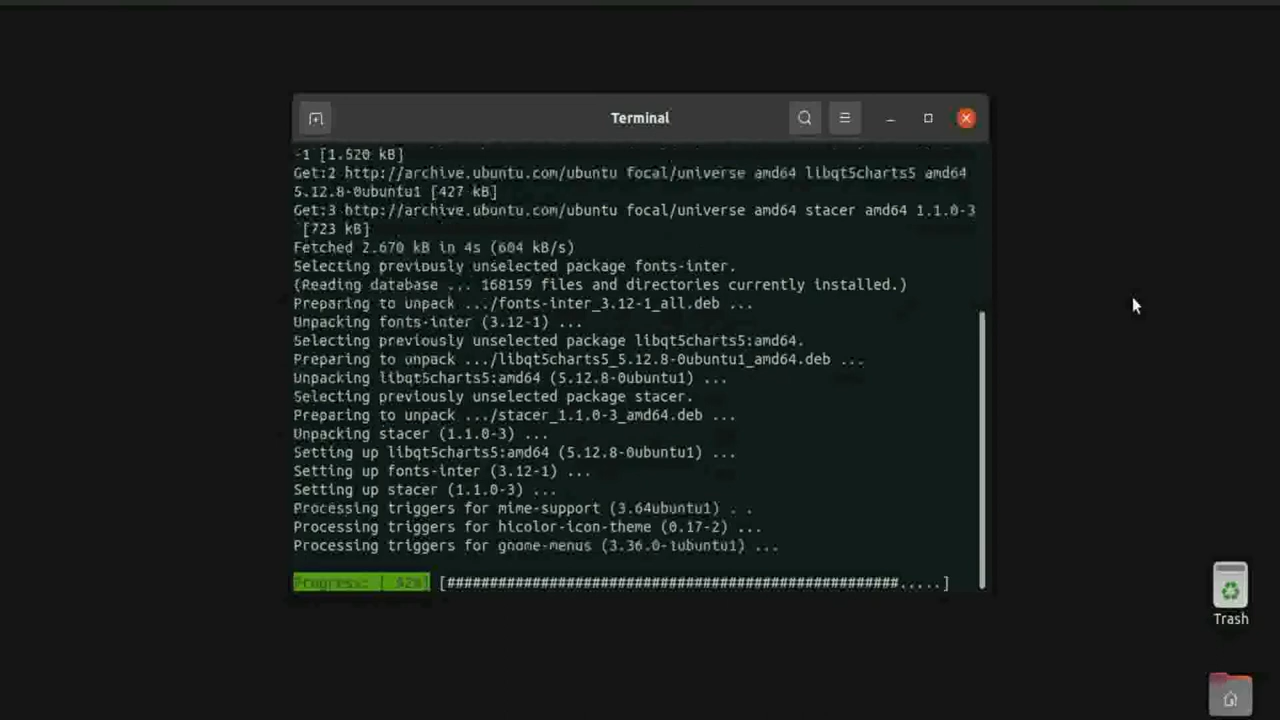 Terminal
-1 [1.520 kB]
Get:2 http://archive.ubuntu.com/ubuntu focal/universe amd64 libqt5charts5 amd64
5.12.8-0ubuntu1 [427 kB]
Get:3 http://archive.ubuntu.com/ubuntu focal/universe amd64 stacer amd64 1.1.0-3
[723 kB]
Fetched 2.670 kB in 4s (604 kB/s)
Selecting previously unselected package fonts-inter.
(Reading database ... 168159 files and directories currently installed.)
Preparing to unpack .../fonts-inter_3.12-1_all.deb ...
Unpacking fonts-inter (3.12-1) ...
Selecting previously unselected package libqt5charts5:amd64.
Preparing to unpack .../libqt5charts5_5.12.8-0ubuntu1_amd64.deb ...
Unpacking libqt5charts5:amd64 (5.12.8-0ubuntu1) ...
Selecting previously unselected package stacer.
Preparing to unpack .../stacer_1.1.0-3_amd64.deb ...
Unpacking stacer (1.1.0-3) ...
Setting up libqt5charts5:amd64 (5.12.8-0ubuntu1) ...
Setting up fonts-inter (3.12-1) ...
Setting up stacer (1.1.0-3) ...
Processing triggers for mime-support (3.64ubuntu1) . .
Processing triggers for hicolor-icon-theme (0.17-2) ...
Processing triggers for gnome-menus (3.36.0-1ubuntu1) ...
Progress: [ 92%] [#####################################################.....]
Trash